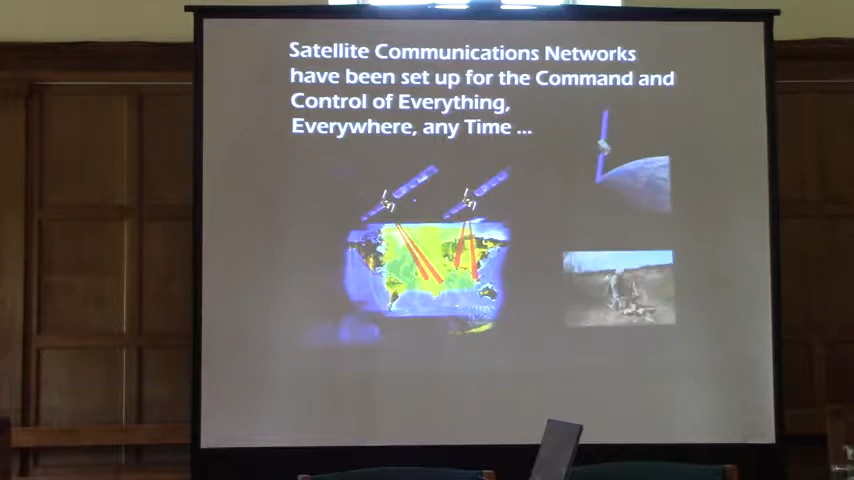 Satellite Communications Networks
have been set up for the Command and
Control of Everything,
Everywhere, any Time ...